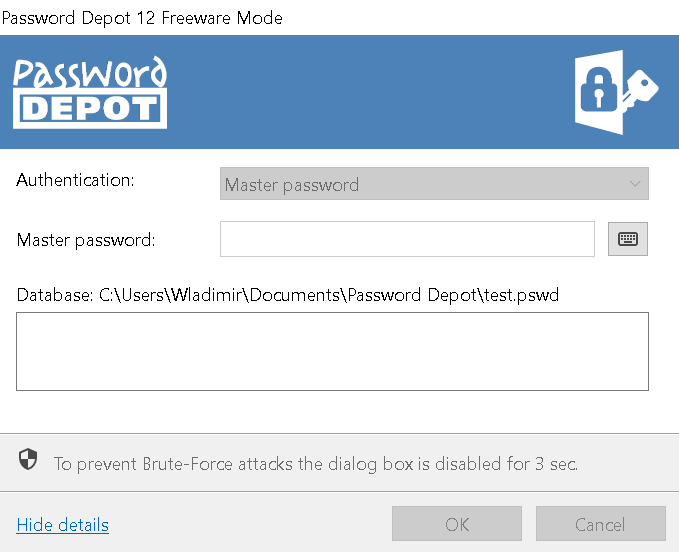 Password Depot 12 Freeware Mode
Password
DEPOT
Authentication:
Master password
Master password:
Database: C:\Users\Wladimir\Documents\Password Depot\test.pswd
To prevent Brute-Force attacks the dialog box is disabled for 3 sec.
Hide details
OK
Cancel